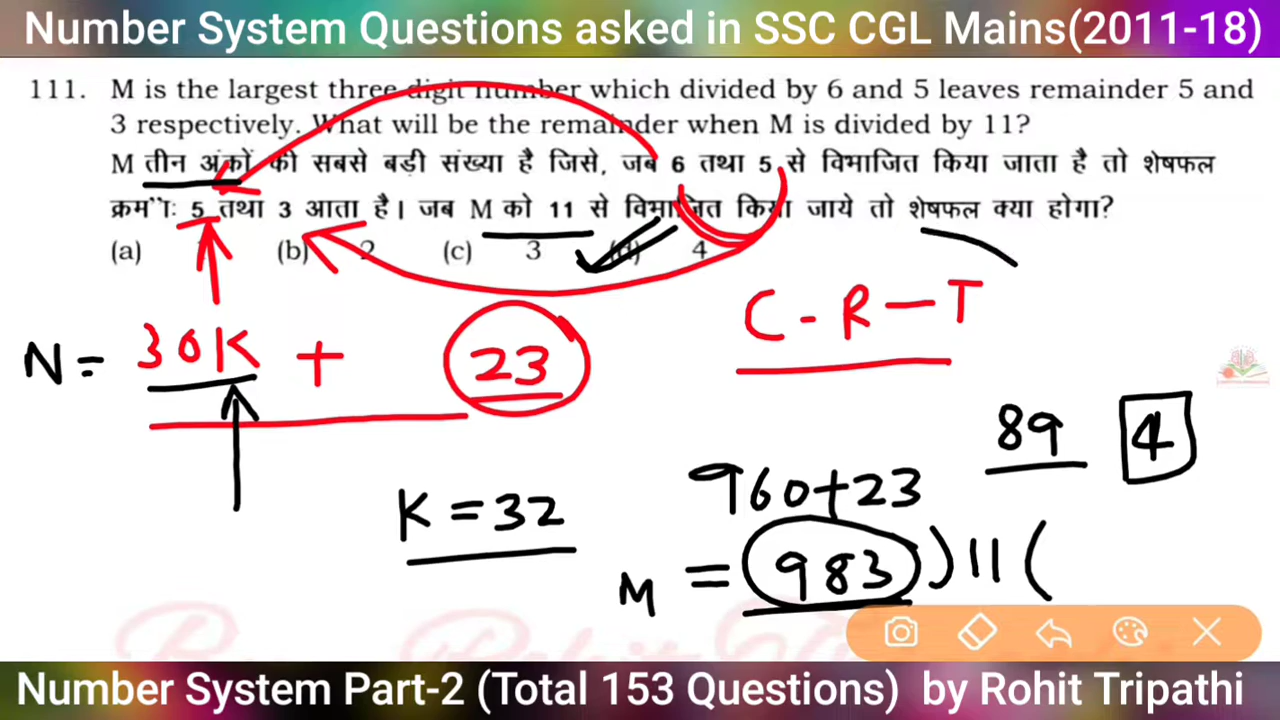 Number System Questions asked in SSC CGL Mains(2011-18)
111. M is the largest three digit number which divided by 6 and 5 leaves remainder 5 and
3 respectively. What will be the remainder when M is divided by 11?
M तीन अंकों की सबसे बड़ी संख्या है जिसे, जब 6 तथा 5 से विभाजित किया जाता है तो शेषफल
5 तथा 3 आता है। जब M को 11 से विभाजित किया जाये तो शेषफल क्या होगा?
(a) (b) 2 (c) 3 (d) 4
C-R-T
N = 30K + 23
89 4
960+23
K = 32
M = 983)11(
Number System Part-2 (Total 153 Questions) by Rohit Tripathi